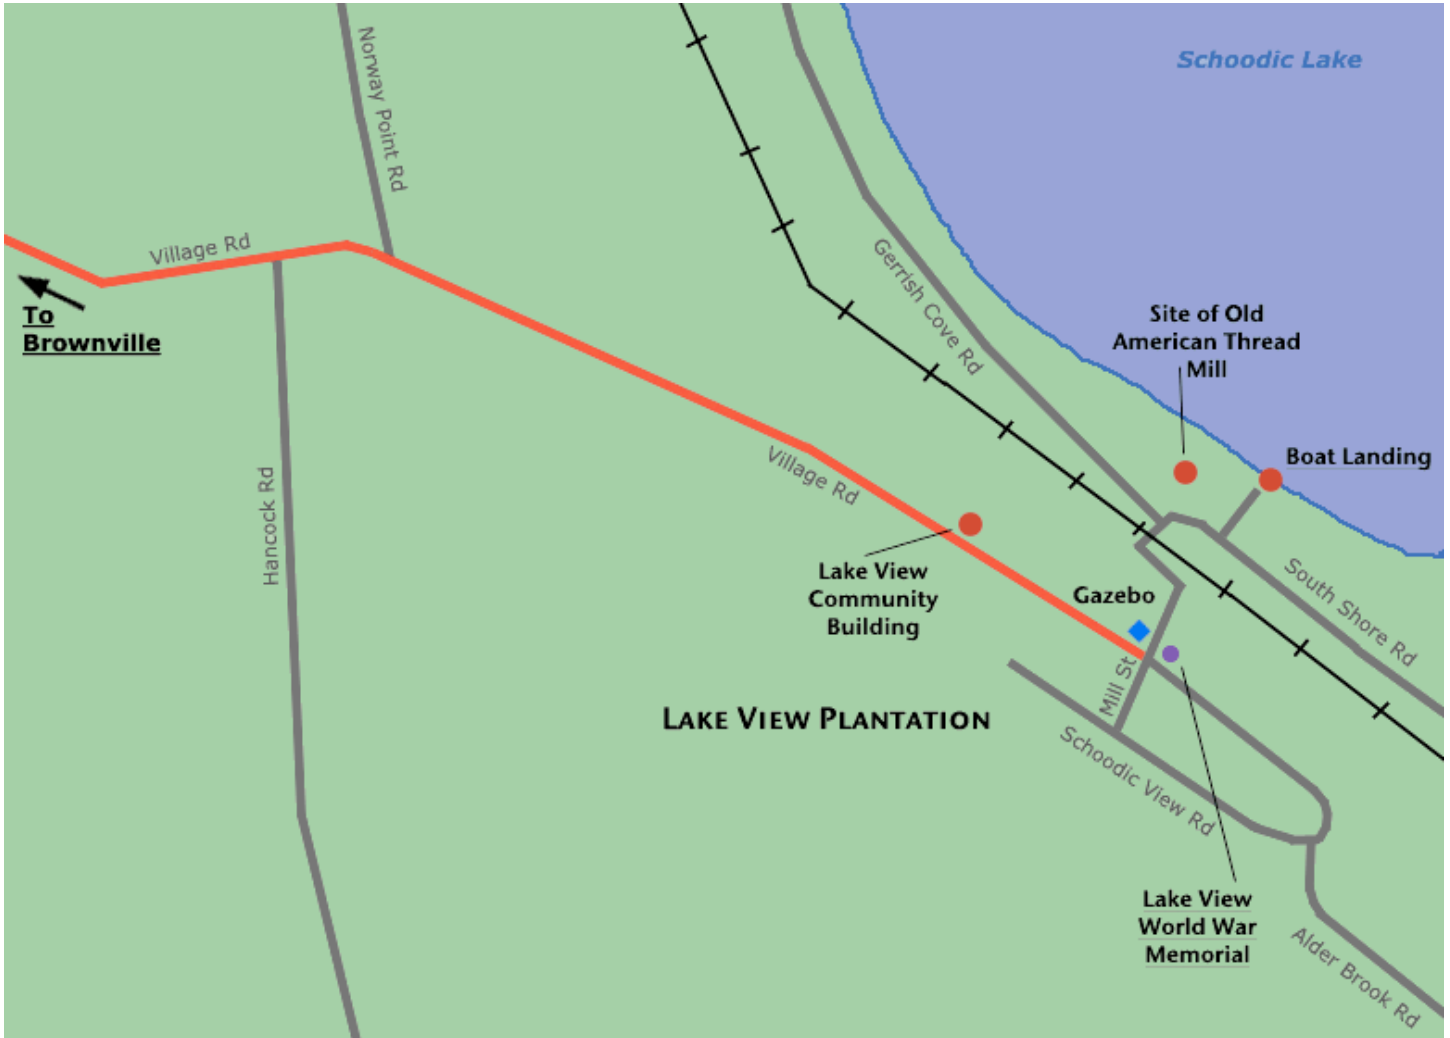 Schoodic Lake
Norway Point Rd
Village Rd
To
Brownville
Gerrish Cove Rd
Site of Old
American Thread
Mill
Boat Landing
Village Rd
Hancock Rd
Lake View
Community
Building
Gazebo
South Shore Rd
Mill St
LAKE VIEW PLANTATION
Schoodic View Rd
Lake View
World War
Memorial
Alder Brook Rd